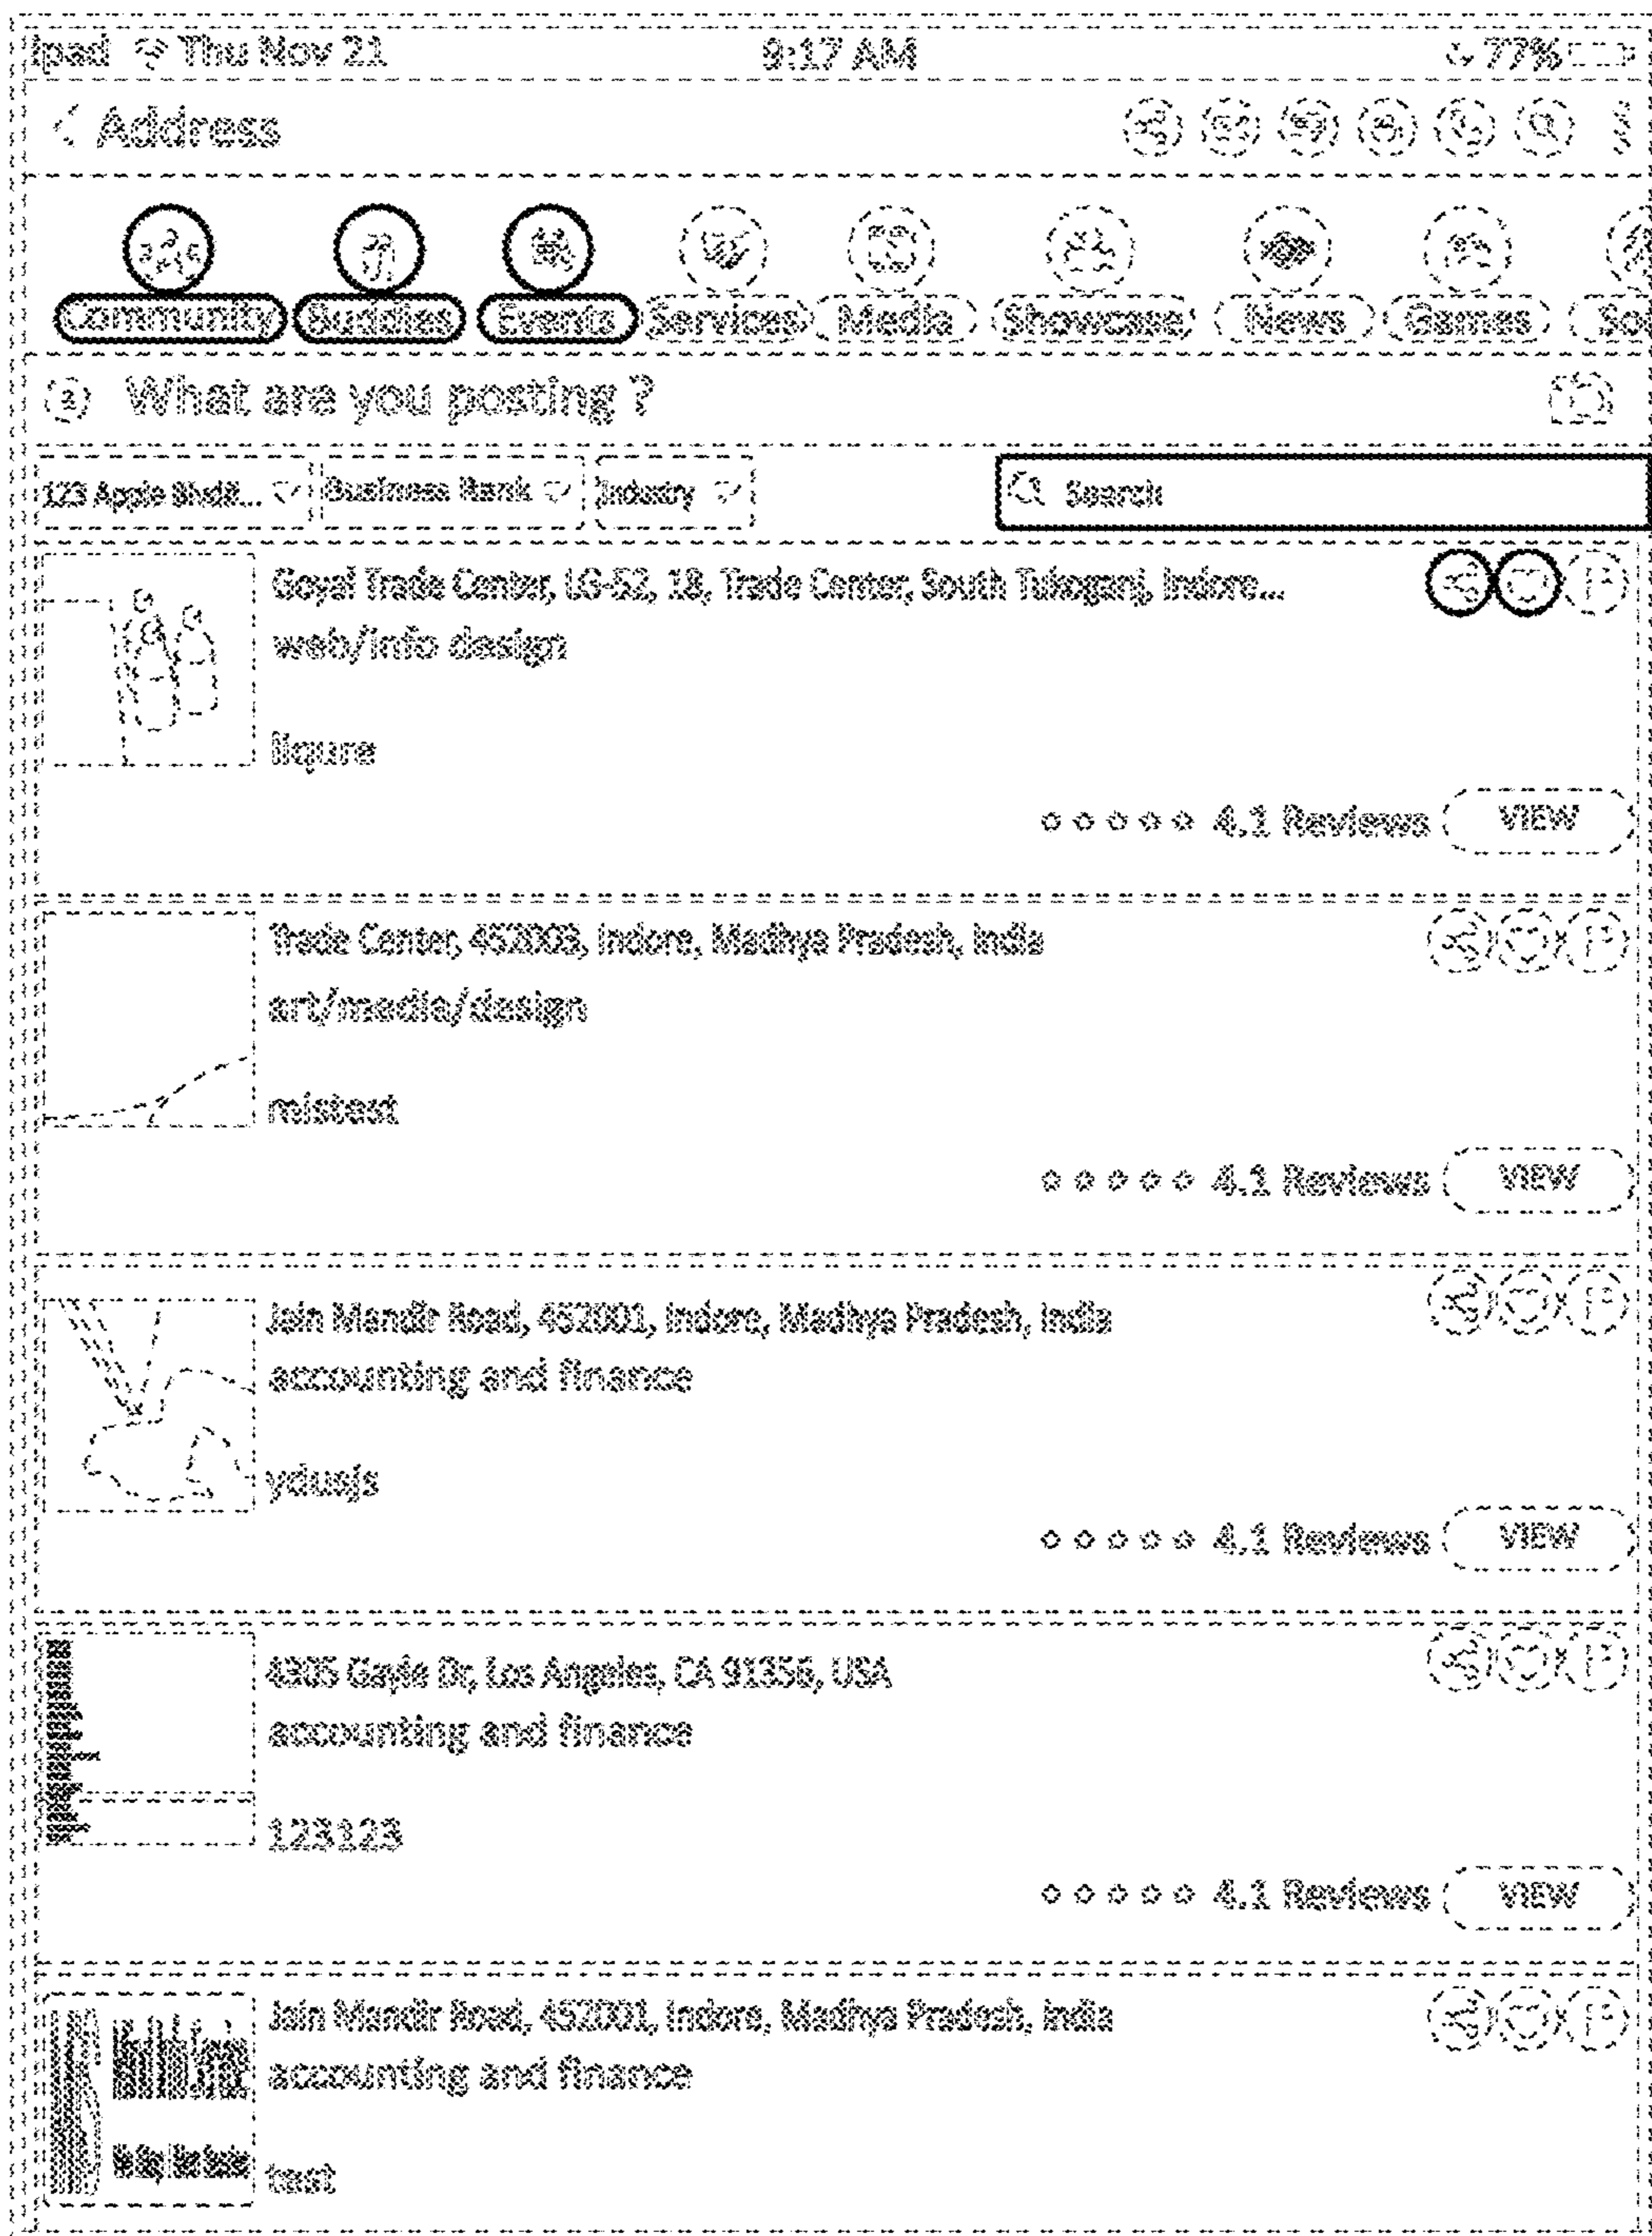 Ipad Thu Nov 21 9:17 AM 77%
Address
Community Buddies Events Services Media Showcase News Games
What are you posting ?
123 Apple Business Rank Industry Search
Goyal Trade Center, LG-52, 18, Trade Center, South Tukoganj, Indore...
web/info design
liqure
4.1 Reviews VIEW
Trade Center, 452003, Indore, Madhya Pradesh, India
art/media/design
mistest
4.1 Reviews VIEW
Jain Mandir Road, 452001, Indore, Madhya Pradesh, India
accounting and finance
ydusjs
4.1 Reviews VIEW
4305 Gayle Dr, Los Angeles, CA 91356, USA
accounting and finance
123123
4.1 Reviews VIEW
Jain Mandir Road, 452001, Indore, Madhya Pradesh, India
accounting and finance
test